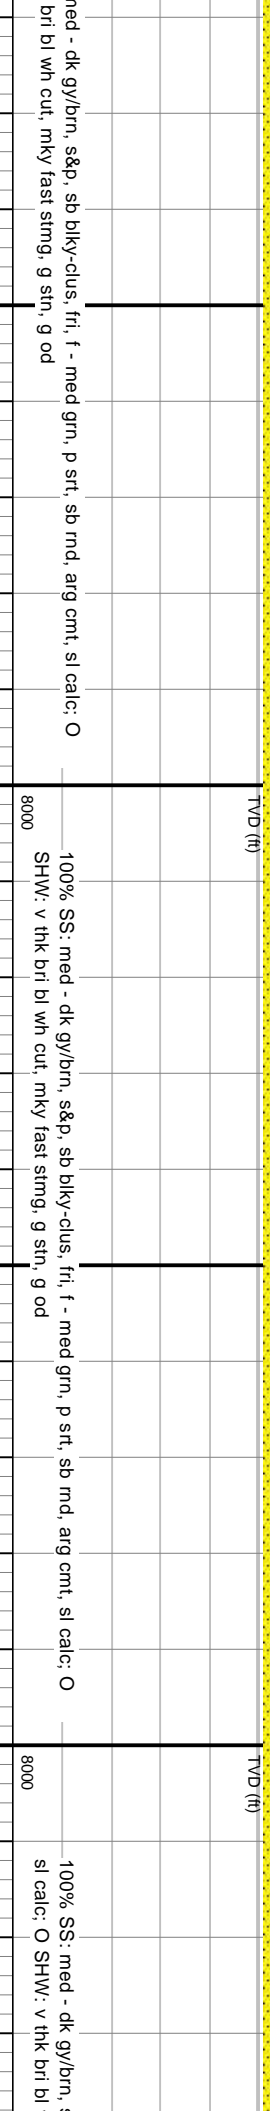 med - dk gy/brn, s&p, sb blky-clus, fri, f - med grn, p srt, sb rnd, arg cmt, sl calc; O
bri bl wh cut, mky fast stmg, g stn, g od
TVD (ft)
8000
100% SS: med - dk gy/brn, s&p, sb blky-clus, fri, f - med grn, p srt, sb rnd, arg cmt, sl calc; O
SHW: v thk bri bl wh cut, mky fast stmg, g stn, g od
TVD (ft)
8000
100% SS: med - dk gy/brn,
sl calc; O SHW: v thk bri bl